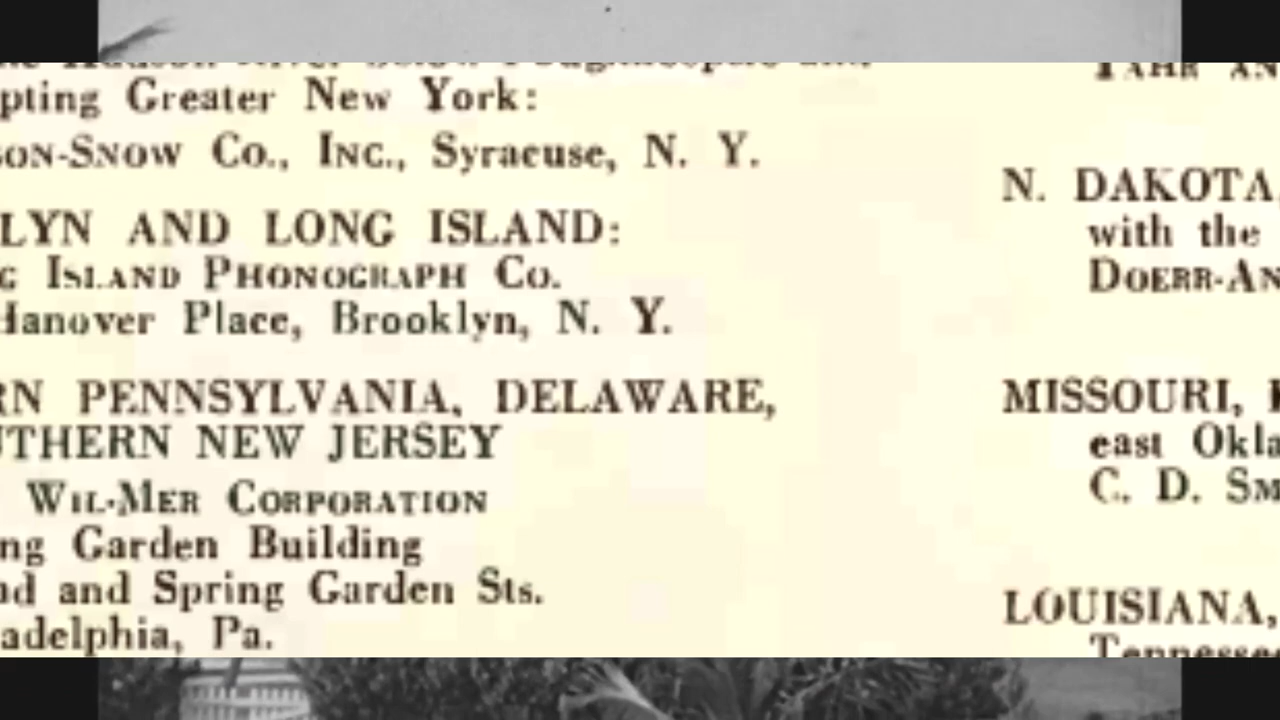 pting Greater New York:
SON-SNOW CO., INC., Syracuse, N. Y.
LYN AND LONG ISLAND:
G ISLAND PHONOGRAPH CO.
Hanover Place, Brooklyn, N. Y.
RN PENNSYLVANIA, DELAWARE,
UTHERN NEW JERSEY
WIL-MER CORPORATION
ng Garden Building
nd and Spring Garden Sts.
adelphia, Pa.
N. DAKOTA,
with the
DOERR-AN
MISSOURI, K
east Okla
C. D. SM
LOUISIANA,
Tennessee